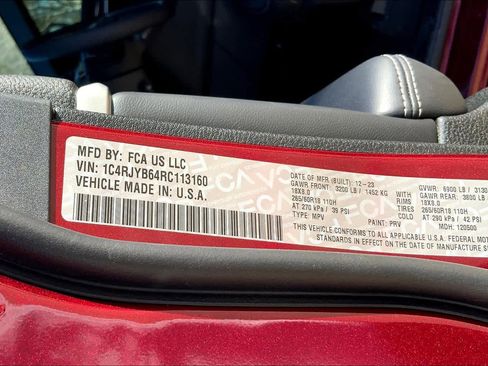 MFD BY: FCA US LLC
VIN: 1C4RJYB64RC113160
VEHICLE MADE IN U.S.A.
DATE OF MFR (BUILT): 12-23 GVWR: 6900 LB / 3130
GAWR FRONT: 3200 LB / 1452 KG GAWR REAR: 3800 LB /
18X8.0 RIMS 18X8.0
265/60R18 110H TIRES 265/60R18 110H
AT 270 kPa / 39 PSI COLD AT 290 kPa / 42 PSI
TYPE: MPV PAINT: PRV MDH: 120500
THIS VEHICLE CONFORMS TO ALL APPLICABLE U.S.A. FEDERAL MOT
STANDARDS IN EFFECT ON THE DATE OF MANUFACTURE S